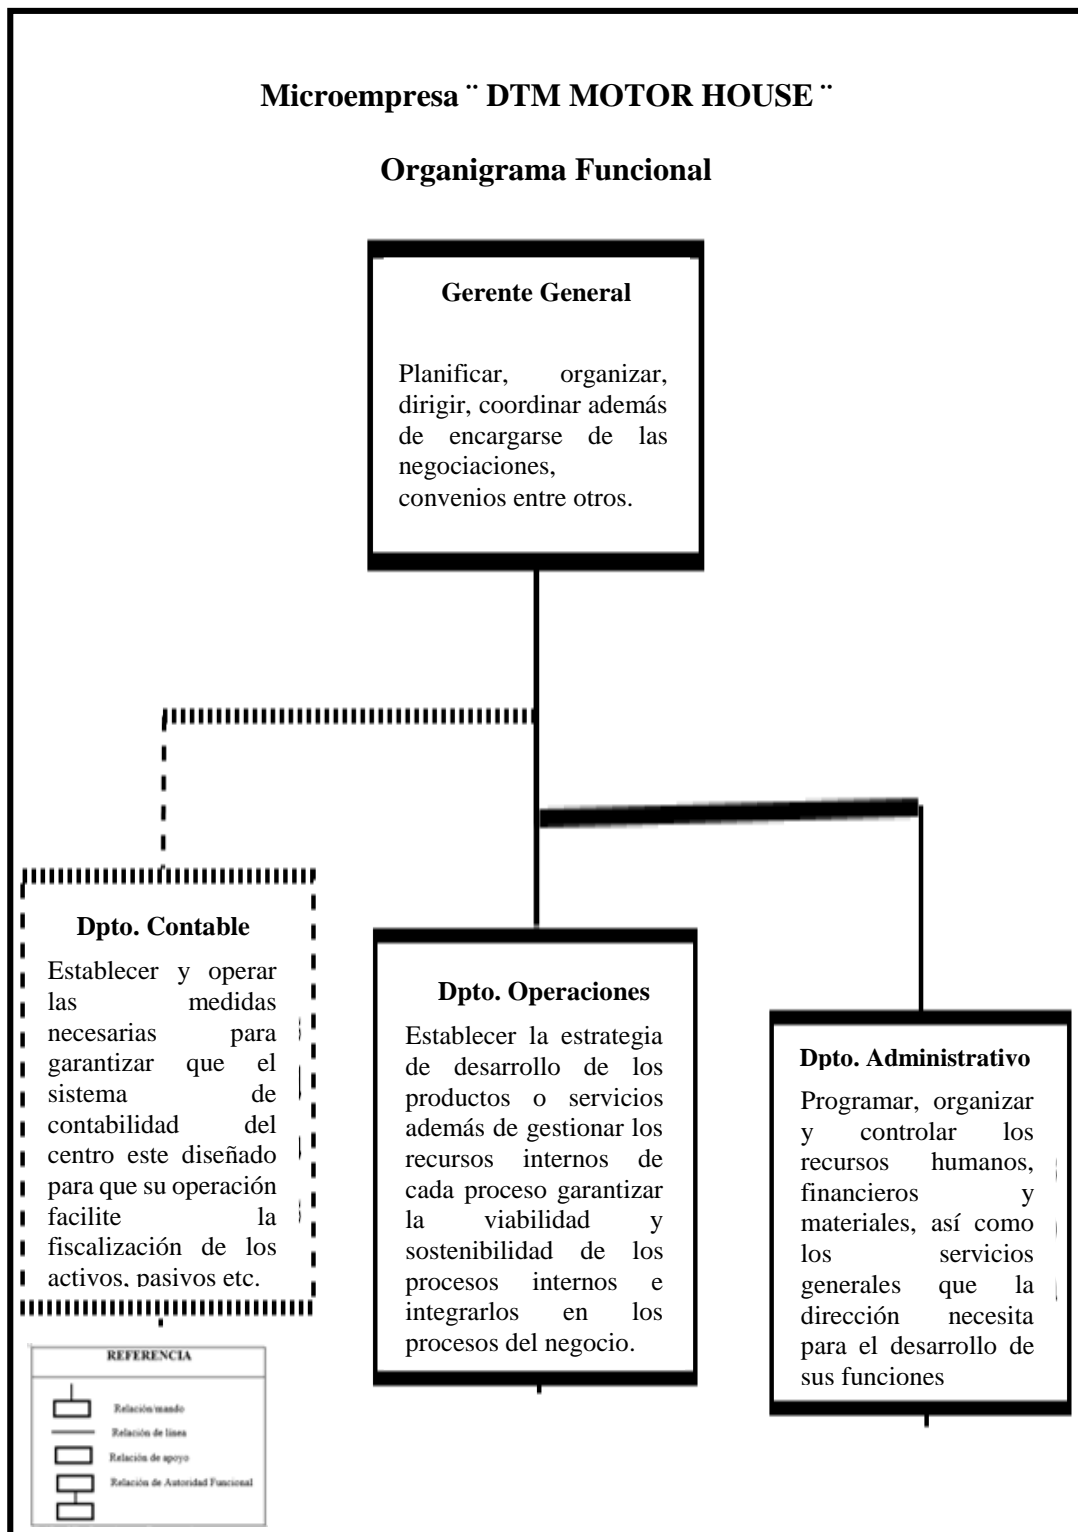 Microempresa ¨ DTM MOTOR HOUSE ¨
Organigrama Funcional
Gerente General
Planificar, organizar,
dirigir, coordinar además
de encargarse de las
negociaciones,
convenios entre otros.
Dpto. Contable
Establecer y operar
las medidas
necesarias para
garantizar que el
sistema de
contabilidad del
centro este diseñado
para que su operación
facilite la
fiscalización de los
activos, pasivos etc.
Dpto. Operaciones
Establecer la estrategia
de desarrollo de los
productos o servicios
además de gestionar los
recursos internos de
cada proceso garantizar
la viabilidad y
sostenibilidad de los
procesos internos e
integrarlos en los
procesos del negocio.
Dpto. Administrativo
Programar, organizar
y controlar los
recursos humanos,
financieros y
materiales, así como
los servicios
generales que la
dirección necesita
para el desarrollo de
sus funciones
REFERENCIA
Relación/mando
Relación de línea
Relación de apoyo
Relación de Autoridad Funcional